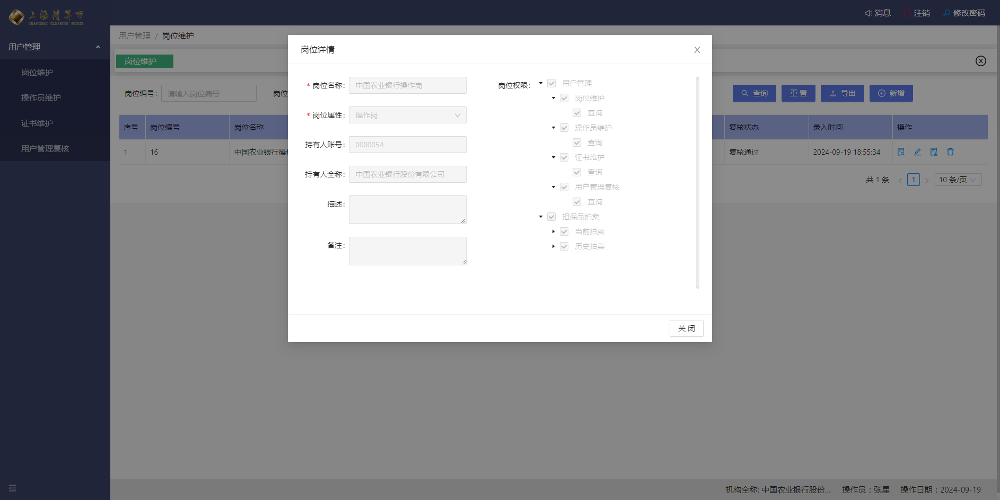 上海清算所
SHANGHAI CLEARING HOUSE
消息
注销
修改密码
用户管理
岗位维护
操作员维护
证书维护
用户管理复核
用户管理 / 岗位维护
岗位维护
岗位编号:
请输入岗位编号
岗位
查询
重 置
导出
新增
序号
岗位编号
岗位名称
复核状态
录入时间
操作
1
16
中国农业银行操
复核通过
2024-09-19 18:55:34
共 1 条
1
10 条/页
岗位详情
* 岗位名称:
中国农业银行操作岗
* 岗位属性:
操作岗
持有人账号:
0000054
持有人全称:
中国农业银行股份有限公司
描述:
备注:
岗位权限:
用户管理
岗位维护
查询
操作员维护
查询
证书维护
查询
用户管理复核
查询
担保品拍卖
当前拍卖
历史拍卖
关 闭
机构全称: 中国农业银行股份...
操作员：张星
操作日期：2024-09-19